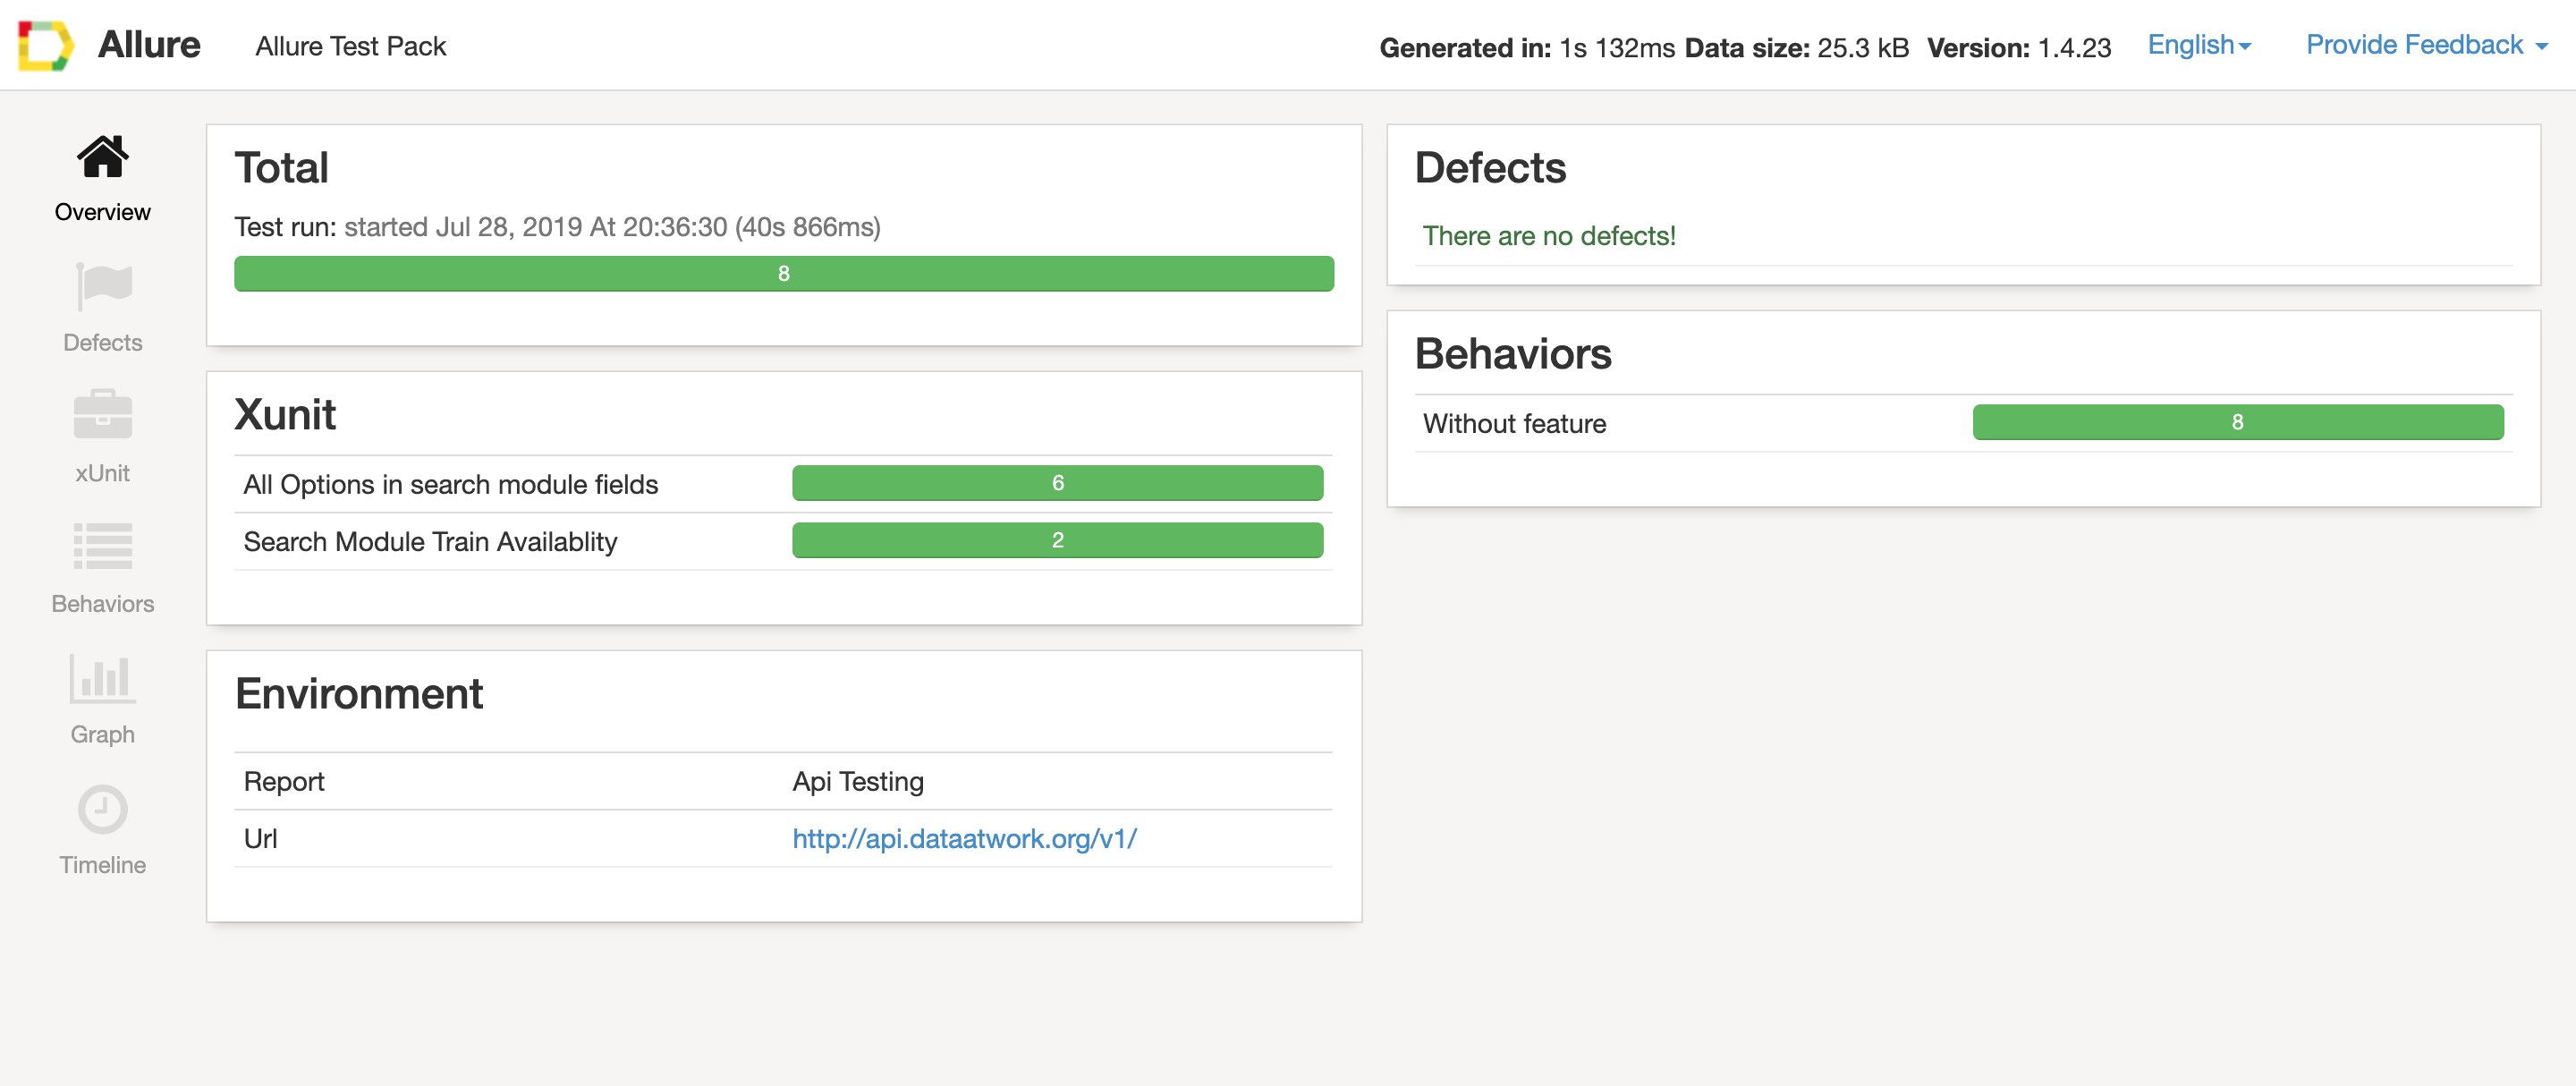 Allure
Allure Test Pack
Generated in: 1s 132ms Data size: 25.3 kB Version: 1.4.23
English
Provide Feedback
Overview
Defects
xUnit
Behaviors
Graph
Timeline
Total
Test run: started Jul 28, 2019 At 20:36:30 (40s 866ms)
8
Xunit
All Options in search module fields 6
Search Module Train Availablity 2
Environment
Report Api Testing
Url http://api.dataatwork.org/v1/
Defects
There are no defects!
Behaviors
Without feature 8